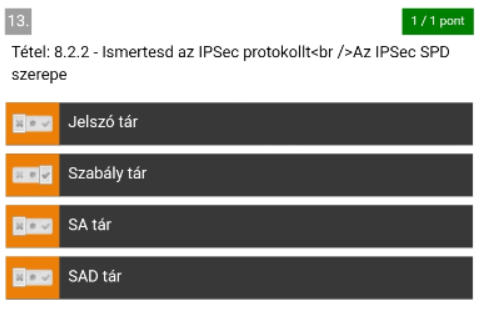 13.
1 / 1 pont
Tétel: 8.2.2 - Ismertesd az IPSec protokollt<br />Az IPSec SPD
szerepe
Jelszó tár
Szabály tár
SA tár
SAD tár